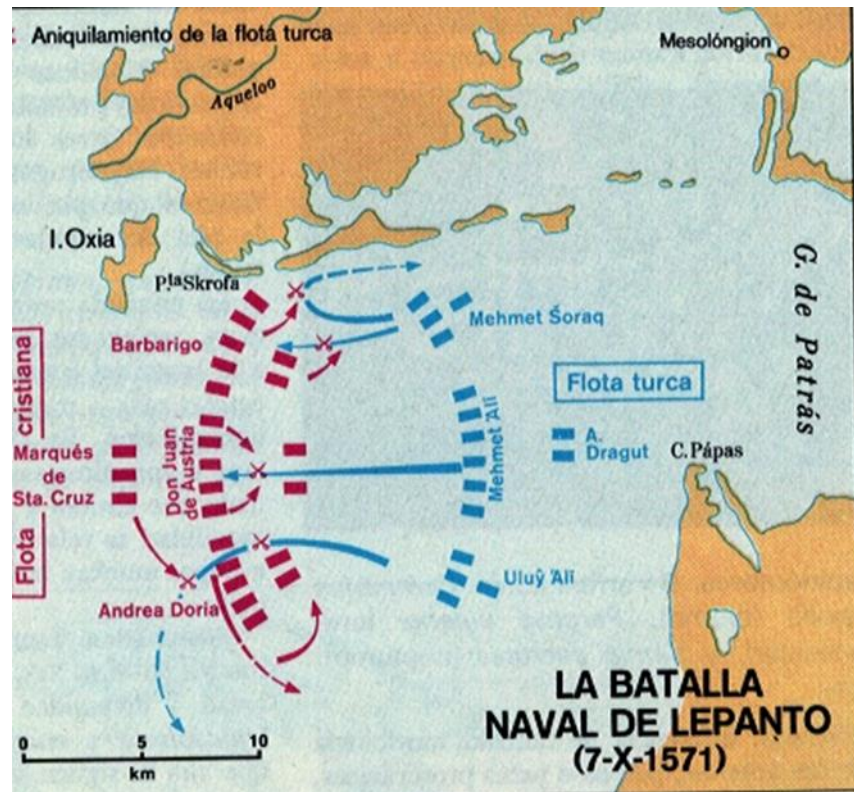 Aniquilamiento de la flota turca
Mesolóngion
Aqueloo
I.Oxia
P.ta Skrofa
Mehmet Šoraq
Barbarigo
G. de Patrás
Flota turca
Flota cristiana
Don Juan
de Austria
Mehmet 'Alī
A.
Dragut
C. Pápas
Marqués
de
Sta. Cruz
Uluŷ 'Alī
Andrea Doria
LA BATALLA
NAVAL DE LEPANTO
(7-X-1571)
0 5 10
km